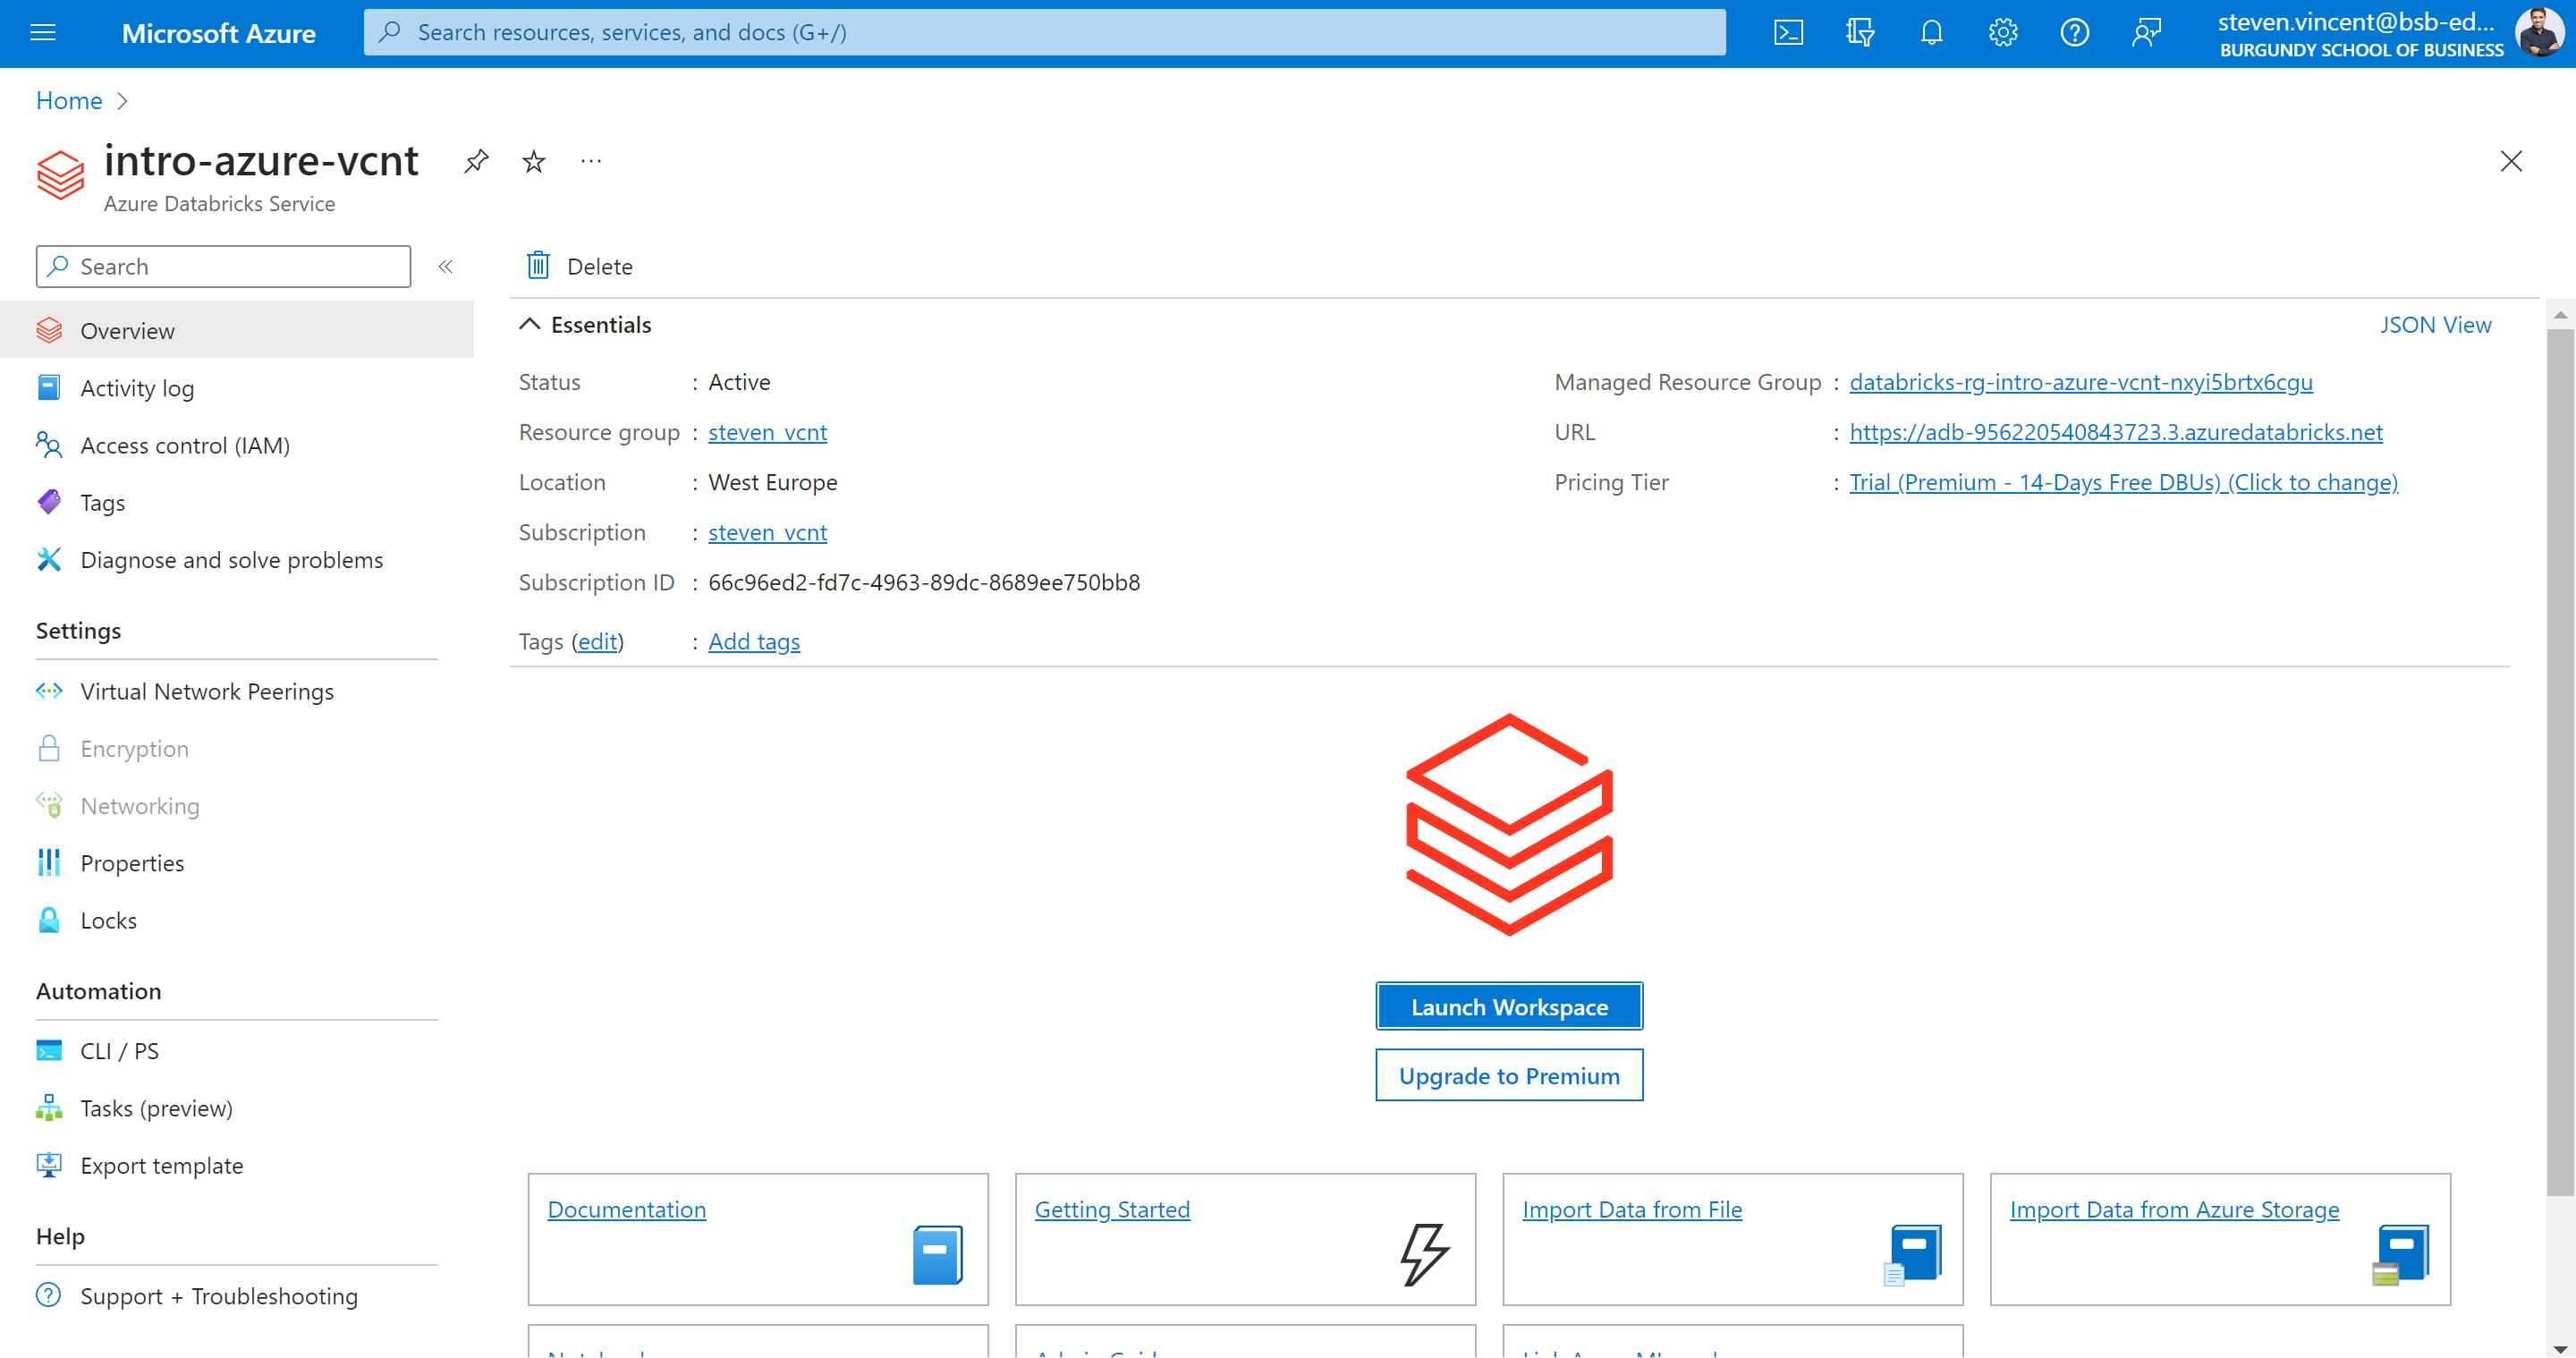 Microsoft Azure
Search resources, services, and docs (G+/)
steven.vincent@bsb-ed...
BURGUNDY SCHOOL OF BUSINESS
Home
intro-azure-vcnt
Azure Databricks Service
Search
Delete
Overview
Activity log
Access control (IAM)
Tags
Diagnose and solve problems
Settings
Virtual Network Peerings
Encryption
Networking
Properties
Locks
Automation
CLI / PS
Tasks (preview)
Export template
Help
Support + Troubleshooting
Essentials
JSON View
Status : Active
Resource group : steven_vcnt
Location : West Europe
Subscription : steven_vcnt
Subscription ID : 66c96ed2-fd7c-4963-89dc-8689ee750bb8
Tags (edit) : Add tags
Managed Resource Group : databricks-rg-intro-azure-vcnt-nxyi5brtx6cgu
URL : https://adb-956220540843723.3.azuredatabricks.net
Pricing Tier : Trial (Premium - 14-Days Free DBUs) (Click to change)
Launch Workspace
Upgrade to Premium
Documentation
Getting Started
Import Data from File
Import Data from Azure Storage